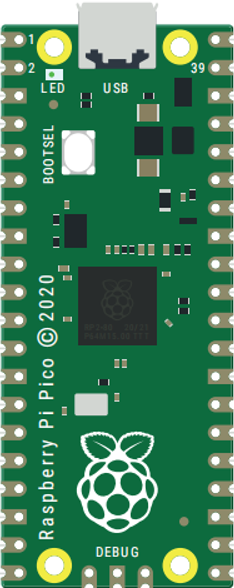 1
2
39
LED
USB
BOOTSEL
Raspberry Pi Pico © 2020
DEBUG